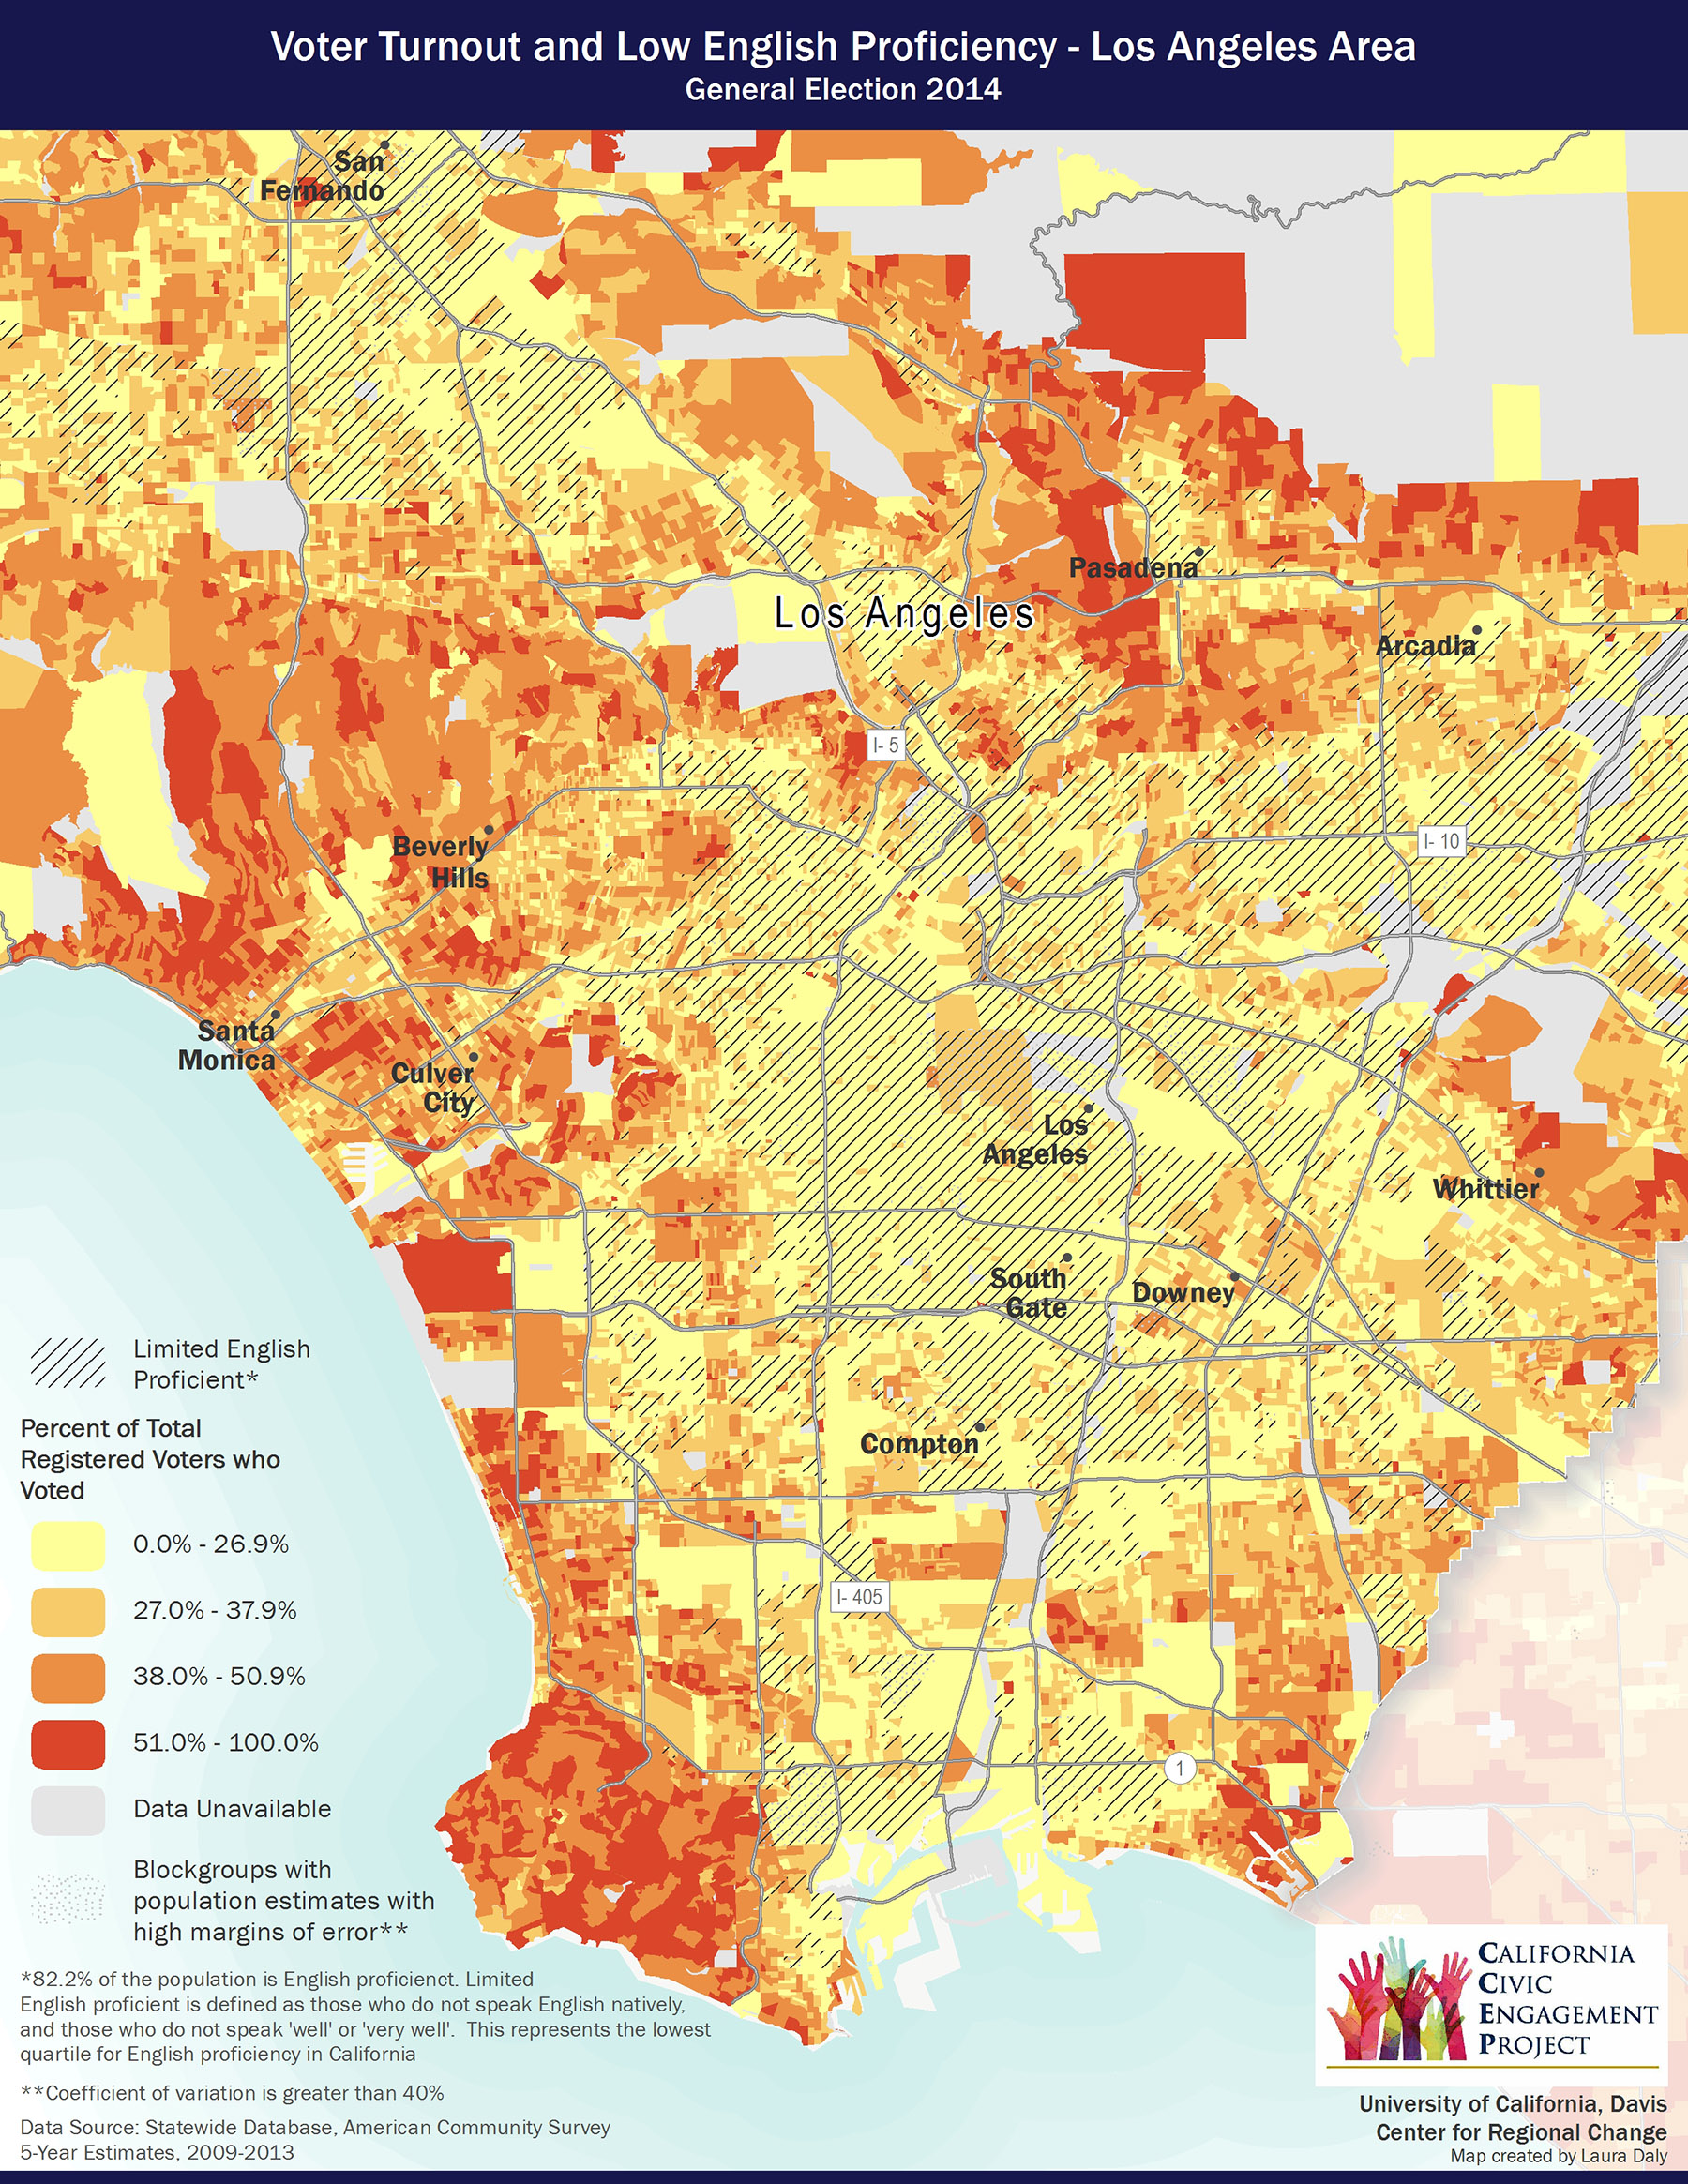 Voter Turnout and Low English Proficiency - Los Angeles Area
General Election 2014
San
Fernando
Pasadena
Los Angeles
Arcadia
I- 5
I- 10
Beverly
Hills
Santa
Monica
Culver
City
Los
Angeles
Whittier
South
Gate
Downey
Compton
I- 405
1
Limited English
Proficient*
Percent of Total
Registered Voters who
Voted
0.0% - 26.9%
27.0% - 37.9%
38.0% - 50.9%
51.0% - 100.0%
Data Unavailable
Blockgroups with
population estimates with
high margins of error**
*82.2% of the population is English proficienct. Limited
English proficient is defined as those who do not speak English natively,
and those who do not speak 'well' or 'very well'. This represents the lowest
quartile for English proficiency in California
**Coefficient of variation is greater than 40%
Data Source: Statewide Database, American Community Survey
5-Year Estimates, 2009-2013
CALIFORNIA
CIVIC
ENGAGEMENT
PROJECT
University of California, Davis
Center for Regional Change
Map created by Laura Daly